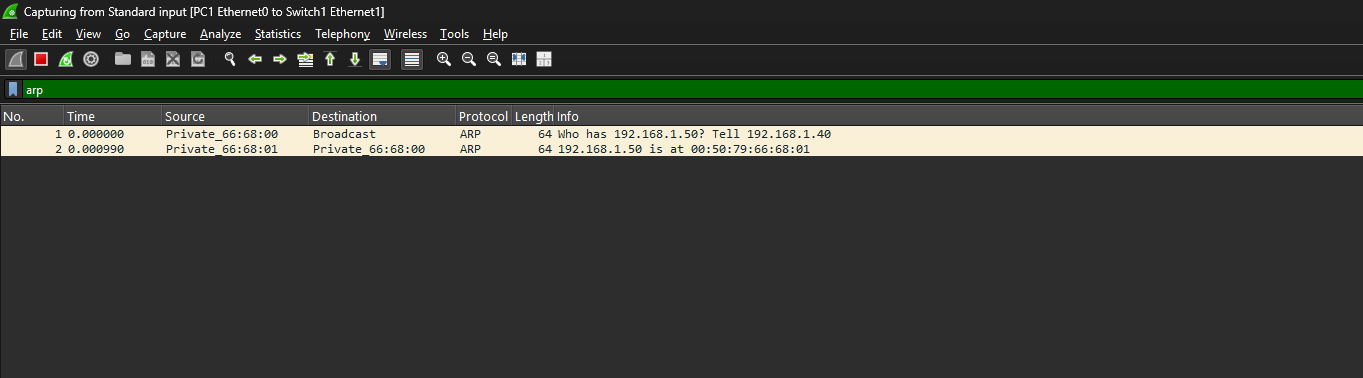 Capturing from Standard input [PC1 Ethernet0 to Switch1 Ethernet1]
File Edit View Go Capture Analyze Statistics Telephony Wireless Tools Help
arp
No. Time Source Destination Protocol Length Info
1 0.000000 Private_66:68:00 Broadcast ARP 64 Who has 192.168.1.50? Tell 192.168.1.40
2 0.000990 Private_66:68:01 Private_66:68:00 ARP 64 192.168.1.50 is at 00:50:79:66:68:01